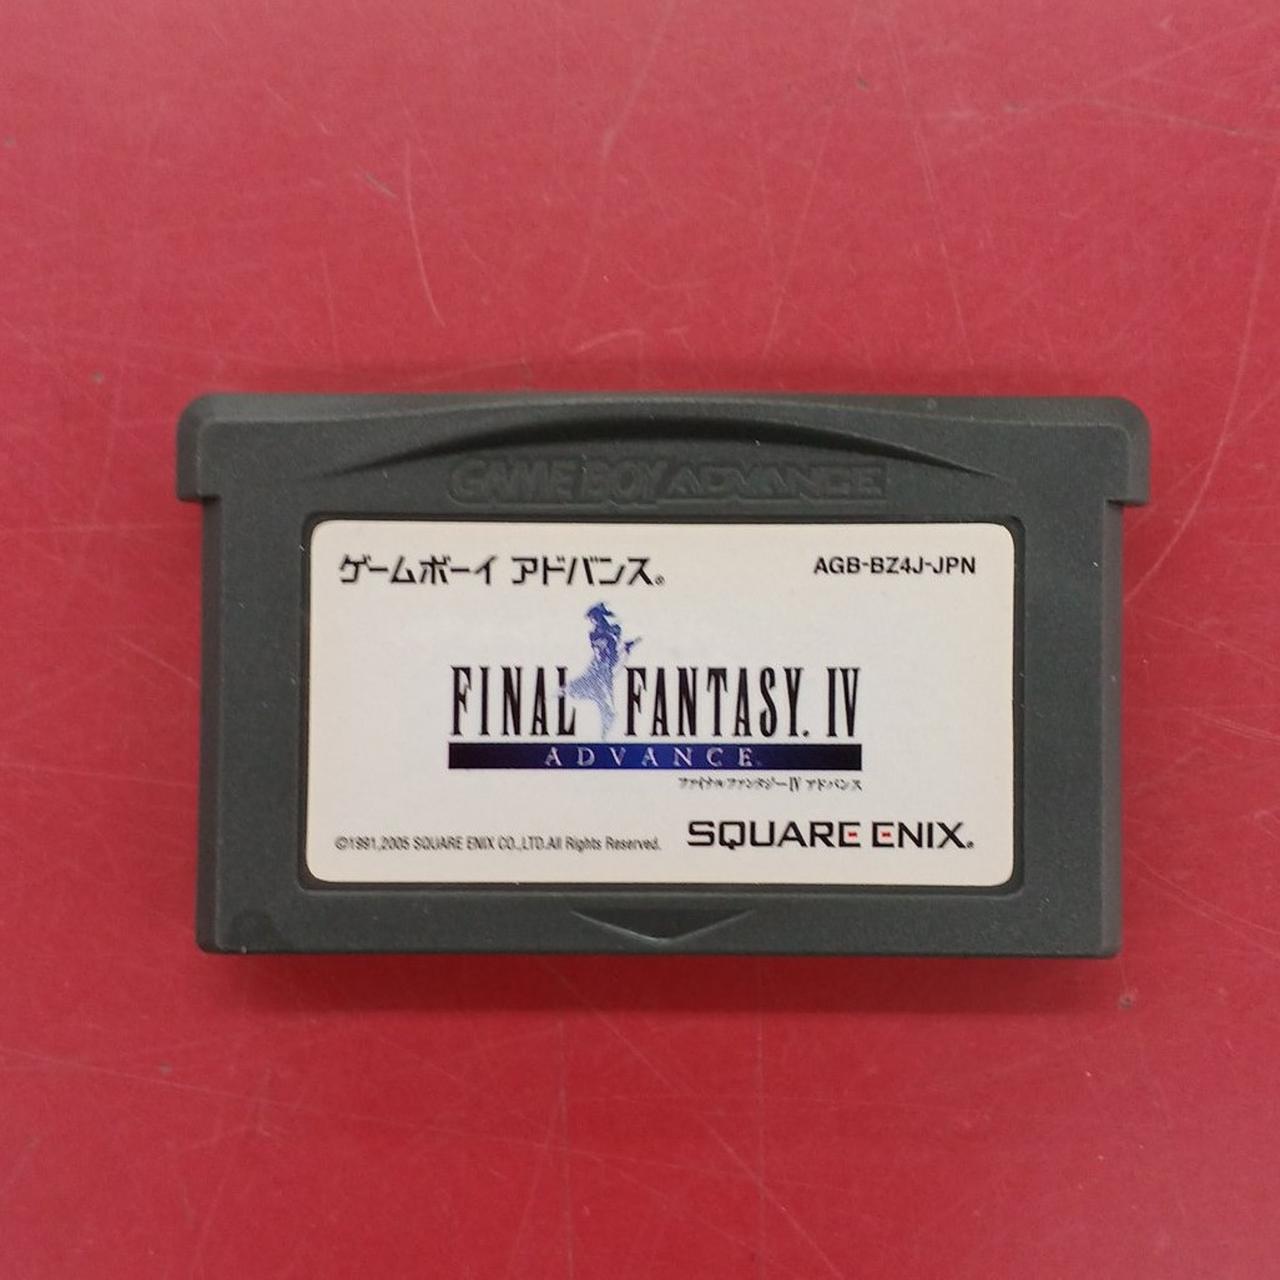 GAME BOY ADVANCE
ゲームボーイ アドバンス®
AGB-BZ4J-JPN
FINAL FANTASY. IV
ADVANCE
ファイナルファンタジーIV アドバンス
©1991,2005 SQUARE ENIX CO.,LTD.All Rights Reserved.
SQUARE ENIX®